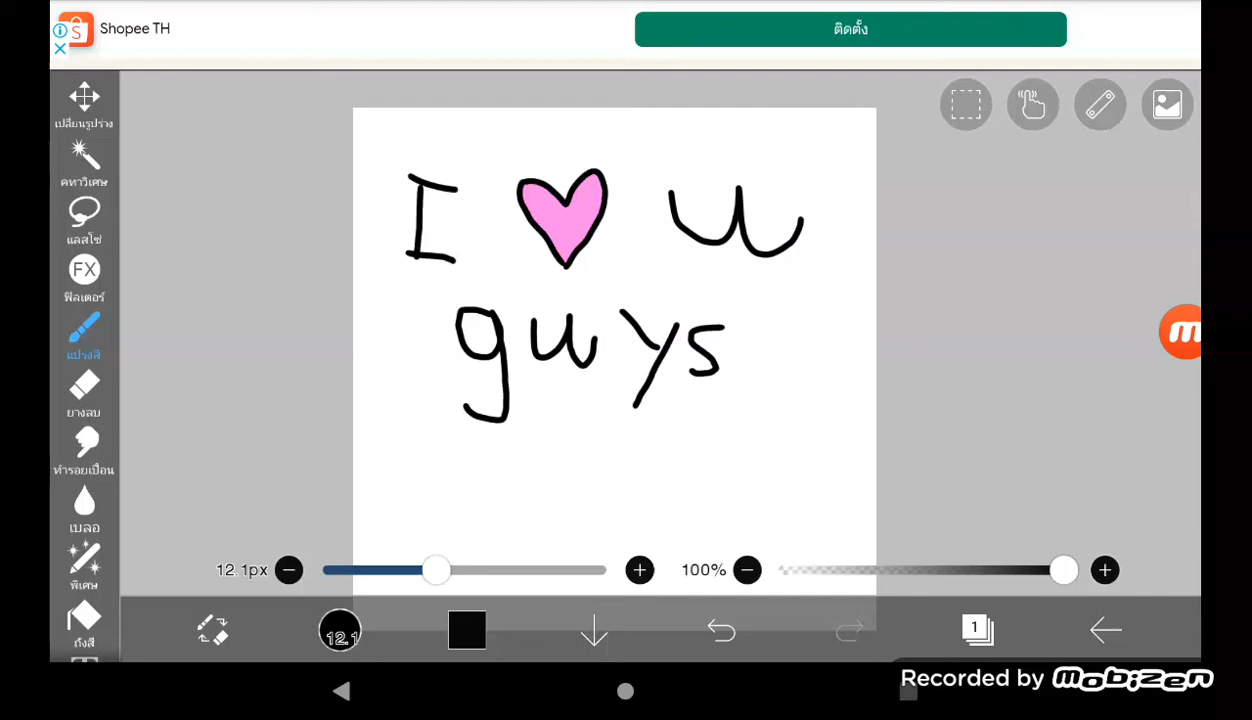 Shopee TH
ติดตั้ง
เปลี่ยนรูปร่าง
คทาวิเศษ
แลสโซ่
FX
ฟิลเตอร์
แปรงสี
ยางลบ
ทำรอยเปื้อน
เบลอ
พิเศษ
ถังสี
I u
guys
12.1px
100%
12.1
1
Recorded by mobizen